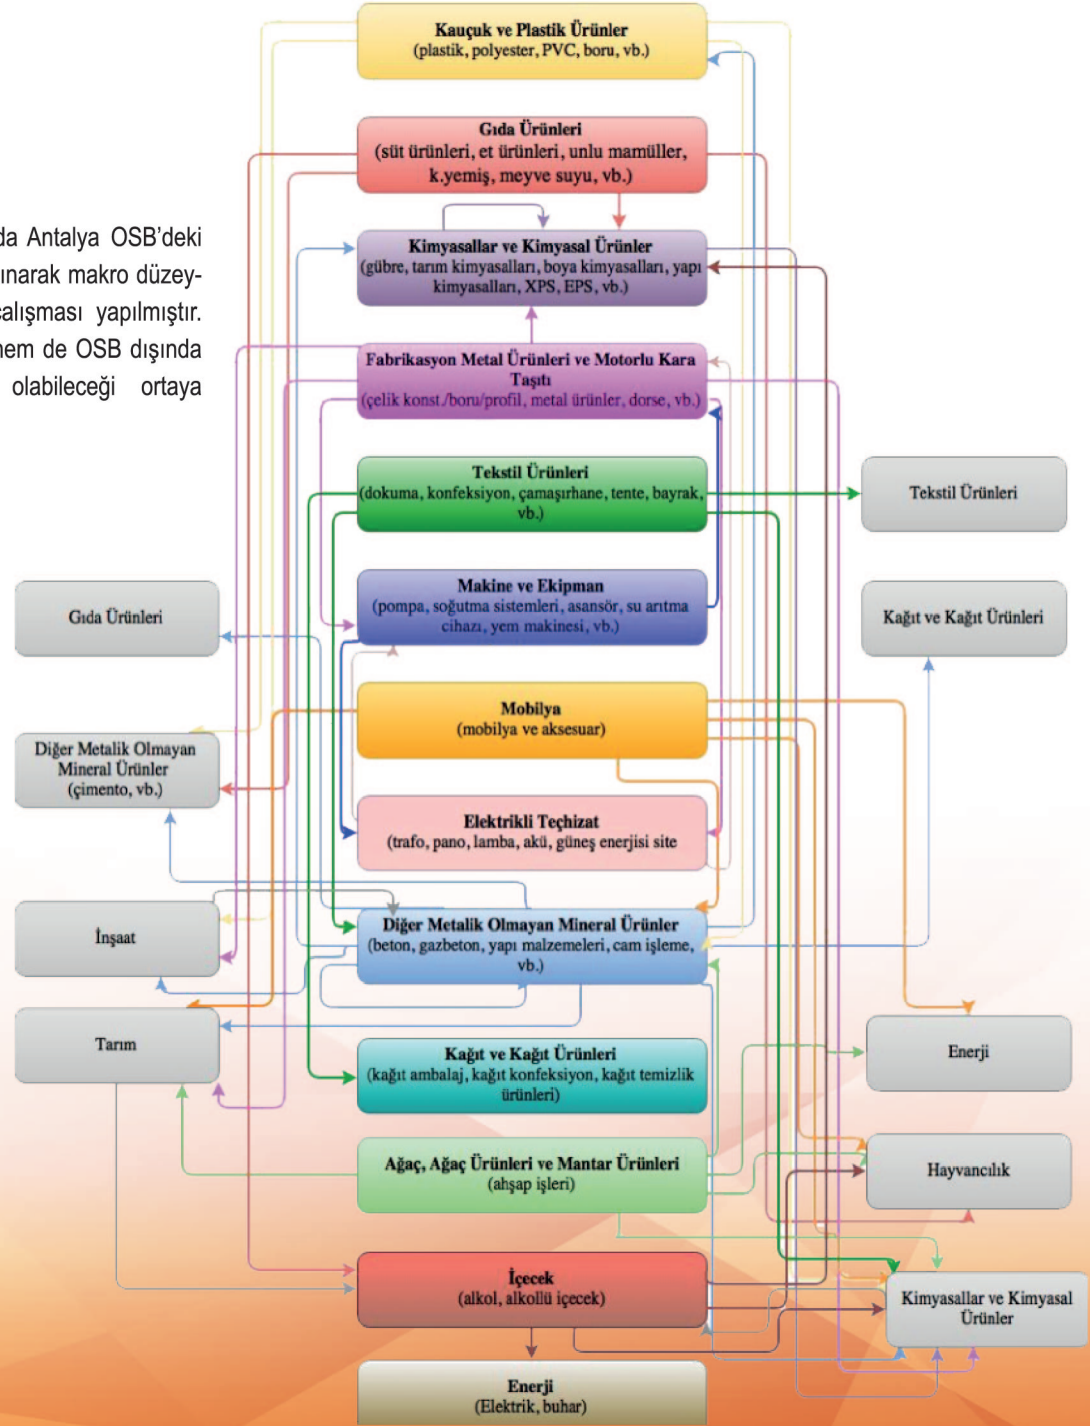 Kauçuk ve Plastik Ürünler
(plastik, polyester, PVC, boru, vb.)
Gıda Ürünleri
(süt ürünleri, et ürünleri, unlu mamüller,
k.yemiş, meyve suyu, vb.)
da Antalya OSB'deki
ınarak makro düzey-
çalışması yapılmıştır.
hem de OSB dışında
olabileceği ortaya
Kimyasallar ve Kimyasal Ürünler
(gübre, tarım kimyasalları, boya kimyasalları, yapı
kimyasalları, XPS, EPS, vb.)
Fabrikasyon Metal Ürünleri ve Motorlu Kara
Taşıtı
(çelik konst./boru/profil, metal ürünler, dorse, vb.)
Tekstil Ürünleri
(dokuma, konfeksiyon, çamaşırhane, tente, bayrak,
vb.)
Tekstil Ürünleri
Makine ve Ekipman
(pompa, soğutma sistemleri, asansör, su arıtma
cihazı, yem makinesi, vb.)
Gıda Ürünleri
Kağıt ve Kağıt Ürünleri
Mobilya
(mobilya ve aksesuar)
Diğer Metalik Olmayan
Mineral Ürünler
(çimento, vb.)
Elektrikli Teçhizat
(trafo, pano, lamba, akü, güneş enerjisi site
Diğer Metalik Olmayan Mineral Ürünler
(beton, gazbeton, yapı malzemeleri, cam işleme,
vb.)
İnşaat
Tarım
Kağıt ve Kağıt Ürünleri
(kağıt ambalaj, kağıt konfeksiyon, kağıt temizlik
ürünleri)
Enerji
Ağaç, Ağaç Ürünleri ve Mantar Ürünleri
(ahşap işleri)
Hayvancılık
İçecek
(alkol, alkollü içecek)
Kimyasallar ve Kimyasal
Ürünler
Enerji
(Elektrik, buhar)